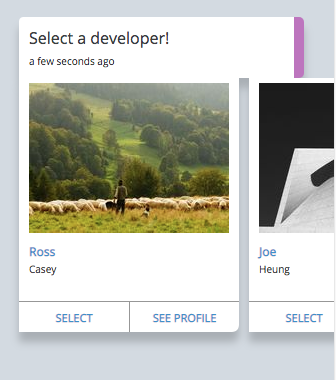 Select a developer!
a few seconds ago
Ross
Casey
SELECT
SEE PROFILE
Joe
Heung
SELECT